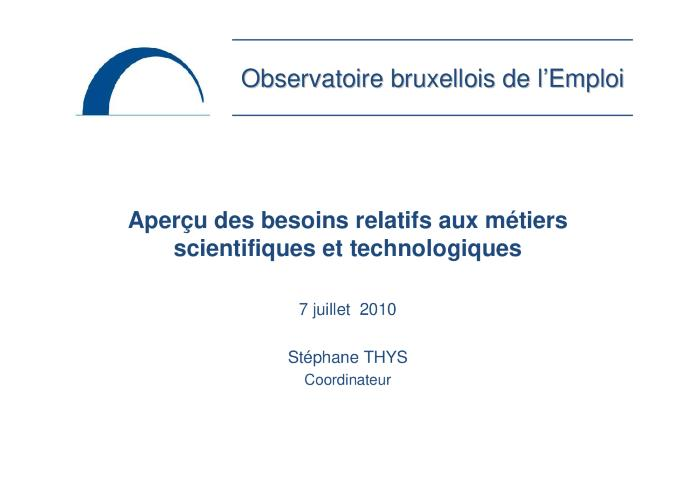 Observatoire bruxellois de l'Emploi
Aperçu des besoins relatifs aux métiers
scientifiques et technologiques
7 juillet 2010
Stéphane THYS
Coordinateur